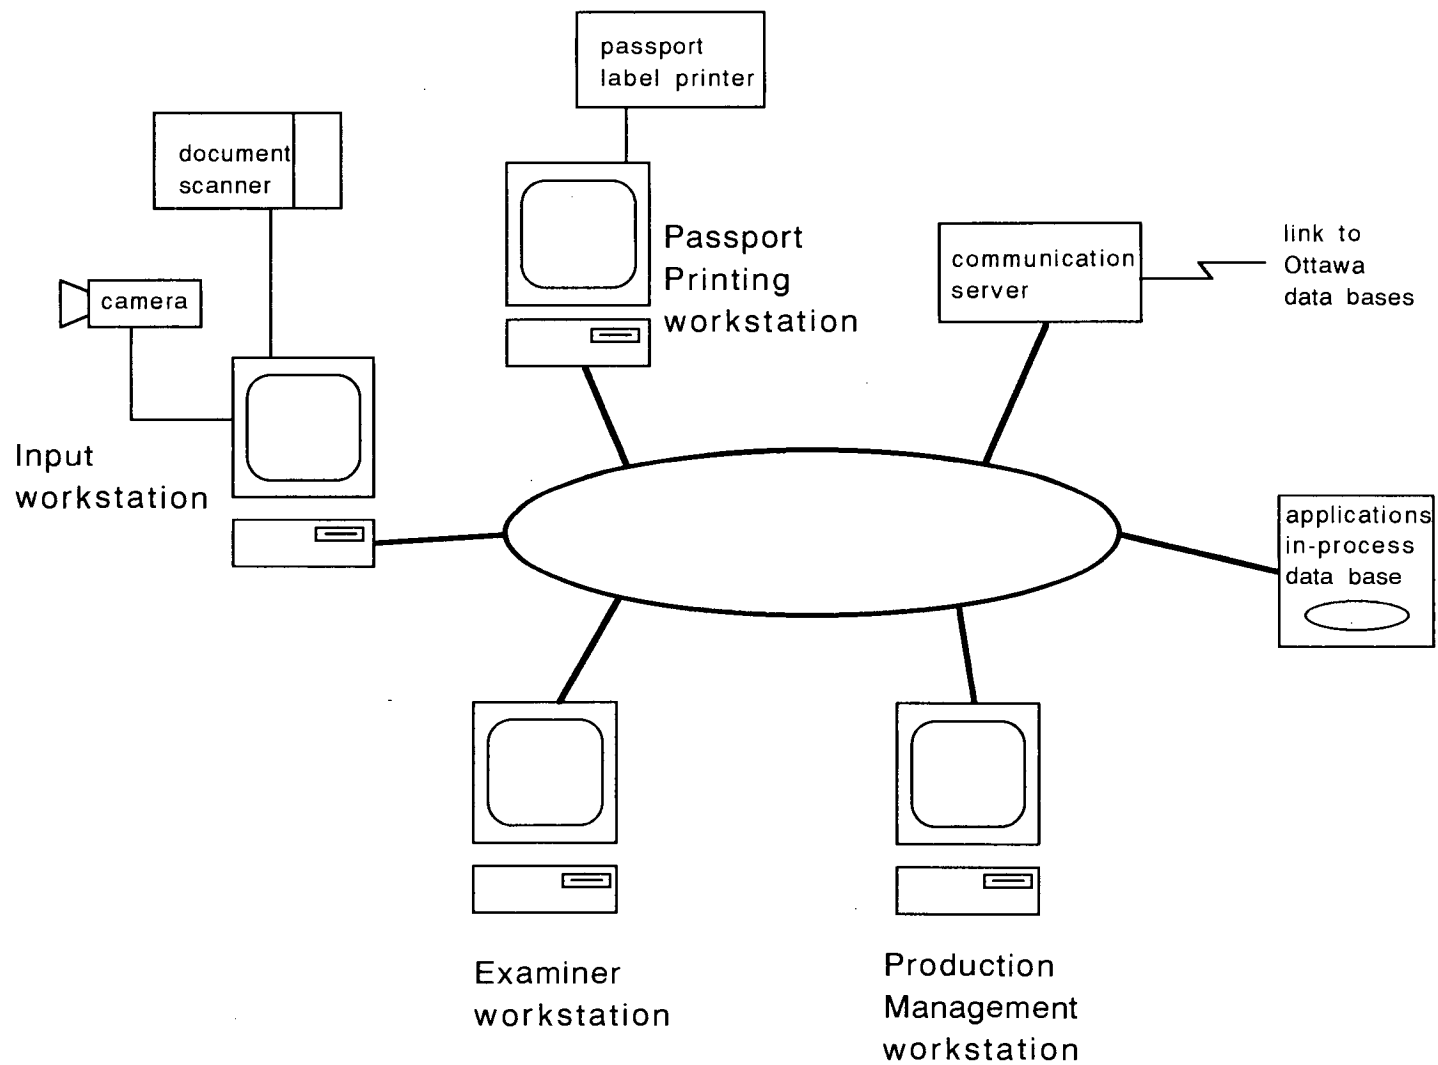 passport
label printer
document
scanner
Passport
Printing
workstation
communication
server
link to
Ottawa
data bases
camera
Input
workstation
applications
in-process
data base
Examiner
workstation
Production
Management
workstation